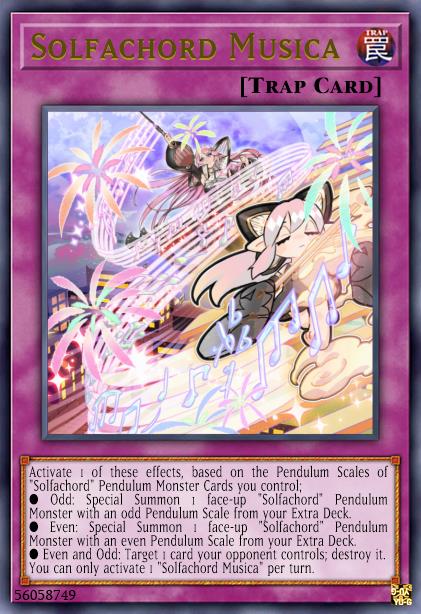 Solfachord Musica
TRAP
罠
[Trap Card]
Activate 1 of these effects, based on the Pendulum Scales of
"Solfachord" Pendulum Monster Cards you control;
● Odd: Special Summon 1 face-up "Solfachord" Pendulum
Monster with an odd Pendulum Scale from your Extra Deck.
● Even: Special Summon 1 face-up "Solfachord" Pendulum
Monster with an even Pendulum Scale from your Extra Deck.
● Even and Odd: Target 1 card your opponent controls; destroy it.
You can only activate 1 "Solfachord Musica" per turn.
56058749